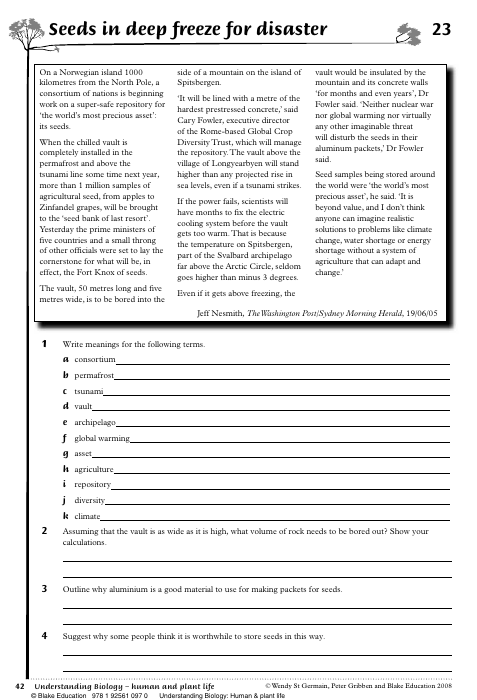 Seeds in deep freeze for disaster
23
On a Norwegian island 1000
kilometres from the North Pole, a
consortium of nations is beginning
work on a super-safe repository for
‘the world’s most precious asset’:
its seeds.
When the chilled vault is
completely installed in the
permafrost and above the
tsunami line some time next year,
more than 1 million samples of
agricultural seed, from apples to
Zinfandel grapes, will be brought
to the ‘seed bank of last resort’.
Yesterday the prime ministers of
five countries and a small throng
of other officials were set to lay the
cornerstone for what will be, in
effect, the Fort Knox of seeds.
The vault, 50 metres long and five
metres wide, is to be bored into the
side of a mountain on the island of
Spitsbergen.
‘It will be lined with a metre of the
hardest prestressed concrete,’ said
Cary Fowler, executive director
of the Rome-based Global Crop
Diversity Trust, which will manage
the repository. The vault above the
village of Longyearbyen will stand
higher than any projected rise in
sea levels, even if a tsunami strikes.
If the power fails, scientists will
have months to fix the electric
cooling system before the vault
gets too warm. That is because
the temperature on Spitsbergen,
part of the Svalbard archipelago
far above the Arctic Circle, seldom
goes higher than minus 3 degrees.
Even if it gets above freezing, the
vault would be insulated by the
mountain and its concrete walls
‘for months and even years’, Dr
Fowler said. ‘Neither nuclear war
nor global warming nor virtually
any other imaginable threat
will disturb the seeds in their
aluminum packets,’ Dr Fowler
said.
Seed samples being stored around
the world were ‘the world’s most
precious asset’, he said. ‘It is
beyond value, and I don’t think
anyone can imagine realistic
solutions to problems like climate
change, water shortage or energy
shortage without a system of
agriculture that can adapt and
change.’
Jeff Nesmith, The Washington Post/Sydney Morning Herald, 19/06/05
1 Write meanings for the following terms.
a consortium
b permafrost
c tsunami
d vault
e archipelago
f global warming
g asset
h agriculture
i repository
j diversity
k climate
2 Assuming that the vault is as wide as it is high, what volume of rock needs to be bored out? Show your
calculations.
3 Outline why aluminium is a good material to use for making packets for seeds.
4 Suggest why some people think it is worthwhile to store seeds in this way.
42 Understanding Biology – human and plant life
© Wendy St Germain, Peter Gribben and Blake Education 2008
© Blake Education 978 1 92561 097 0 Understanding Biology: Human & plant life